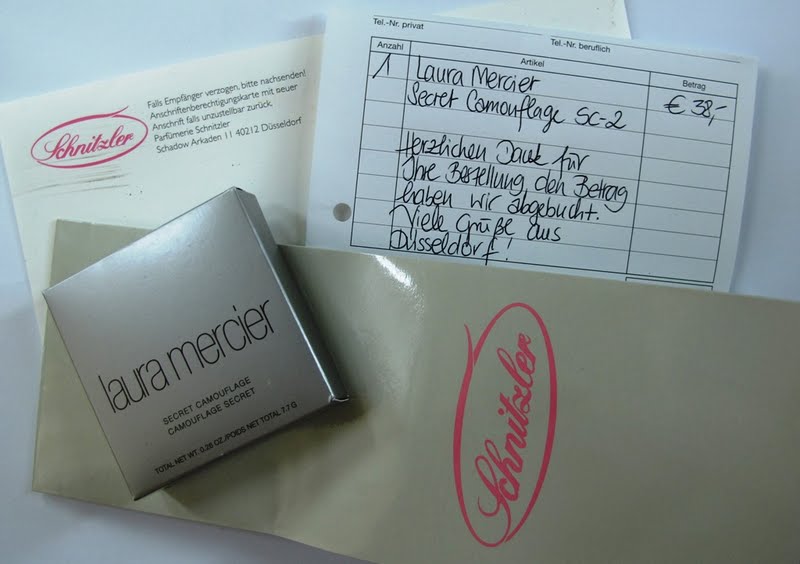 Tel.-Nr. privat
Tel.-Nr. beruflich
Anzahl
Artikel
Betrag
1
Laura Mercier
€ 38,-
Secret Camouflage SC-2
Herzlichen Dank für
Ihre Bestellung den Betrag
haben wir abgebucht.
Viele Grüße aus
Düsseldorf!
Falls Empfänger verzogen, bitte nachsenden!
Anschriftenberechtigungskarte mit neuer
Anschrift falls unzustellbar zurück.
Parfümerie Schnitzler
Schadow Arkaden 11 40212 Düsseldorf
Schnitzler
laura mercier
SECRET CAMOUFLAGE
CAMOUFLAGE SECRET
TOTAL NET WT. 0.26 OZ./POIDS NET TOTAL 7.7 G
Schnitzler